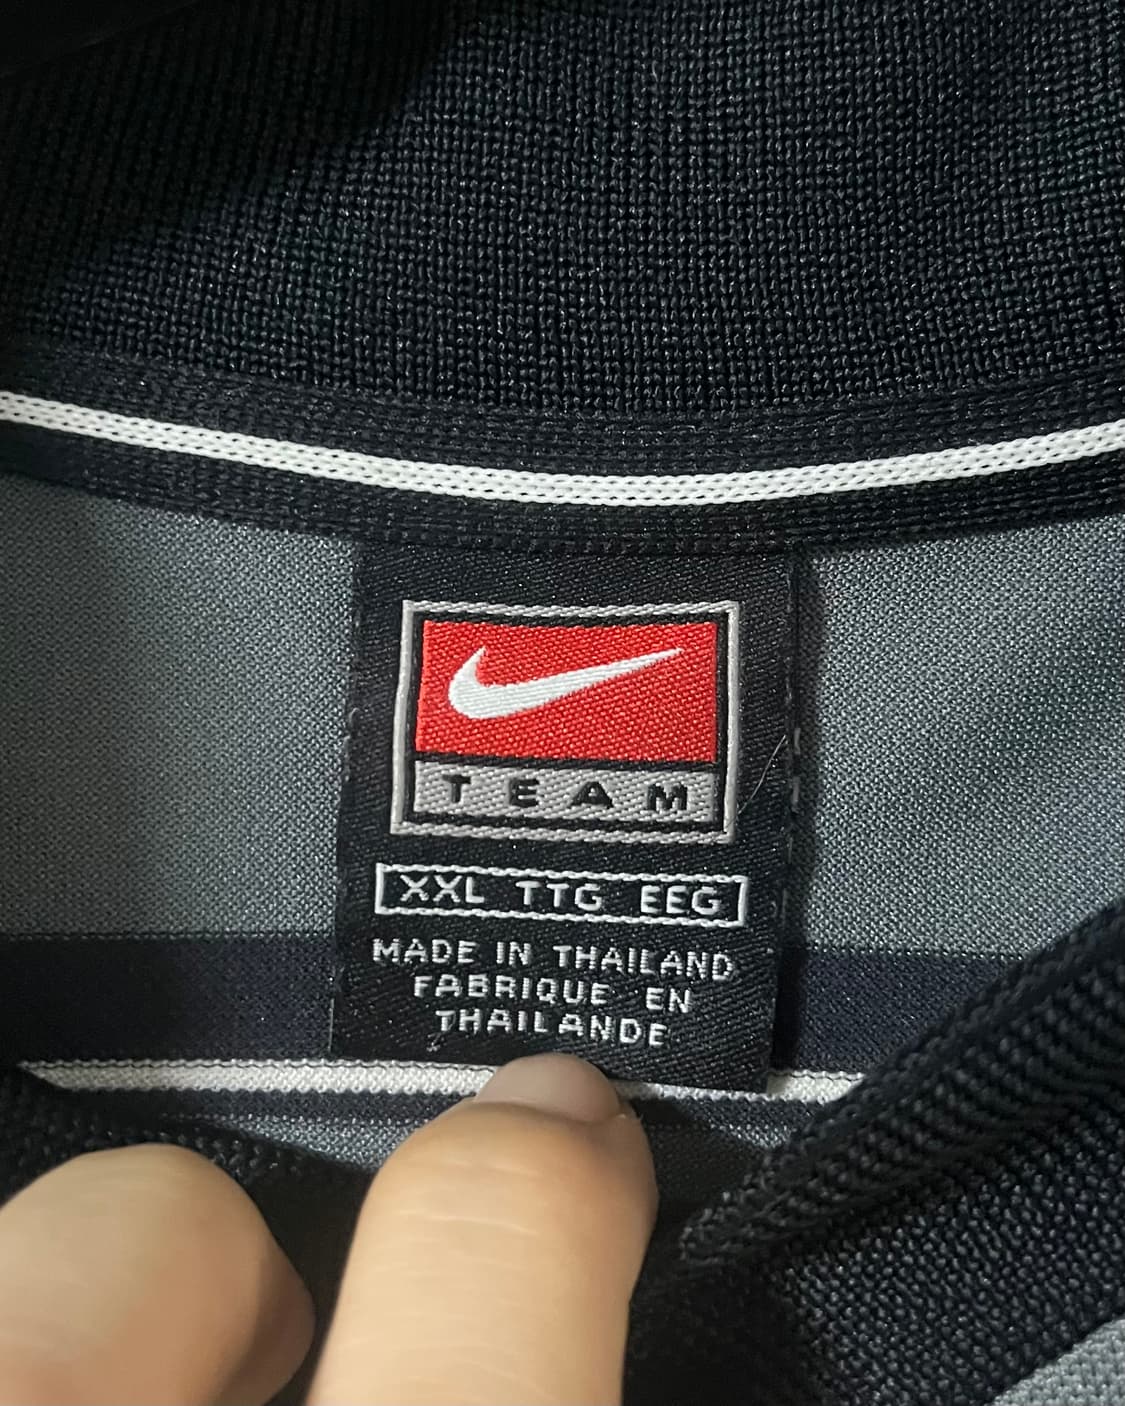 TEAM
XXL TTG EEG
MADE IN THAILAND
FABRIQUE EN
THAILANDE